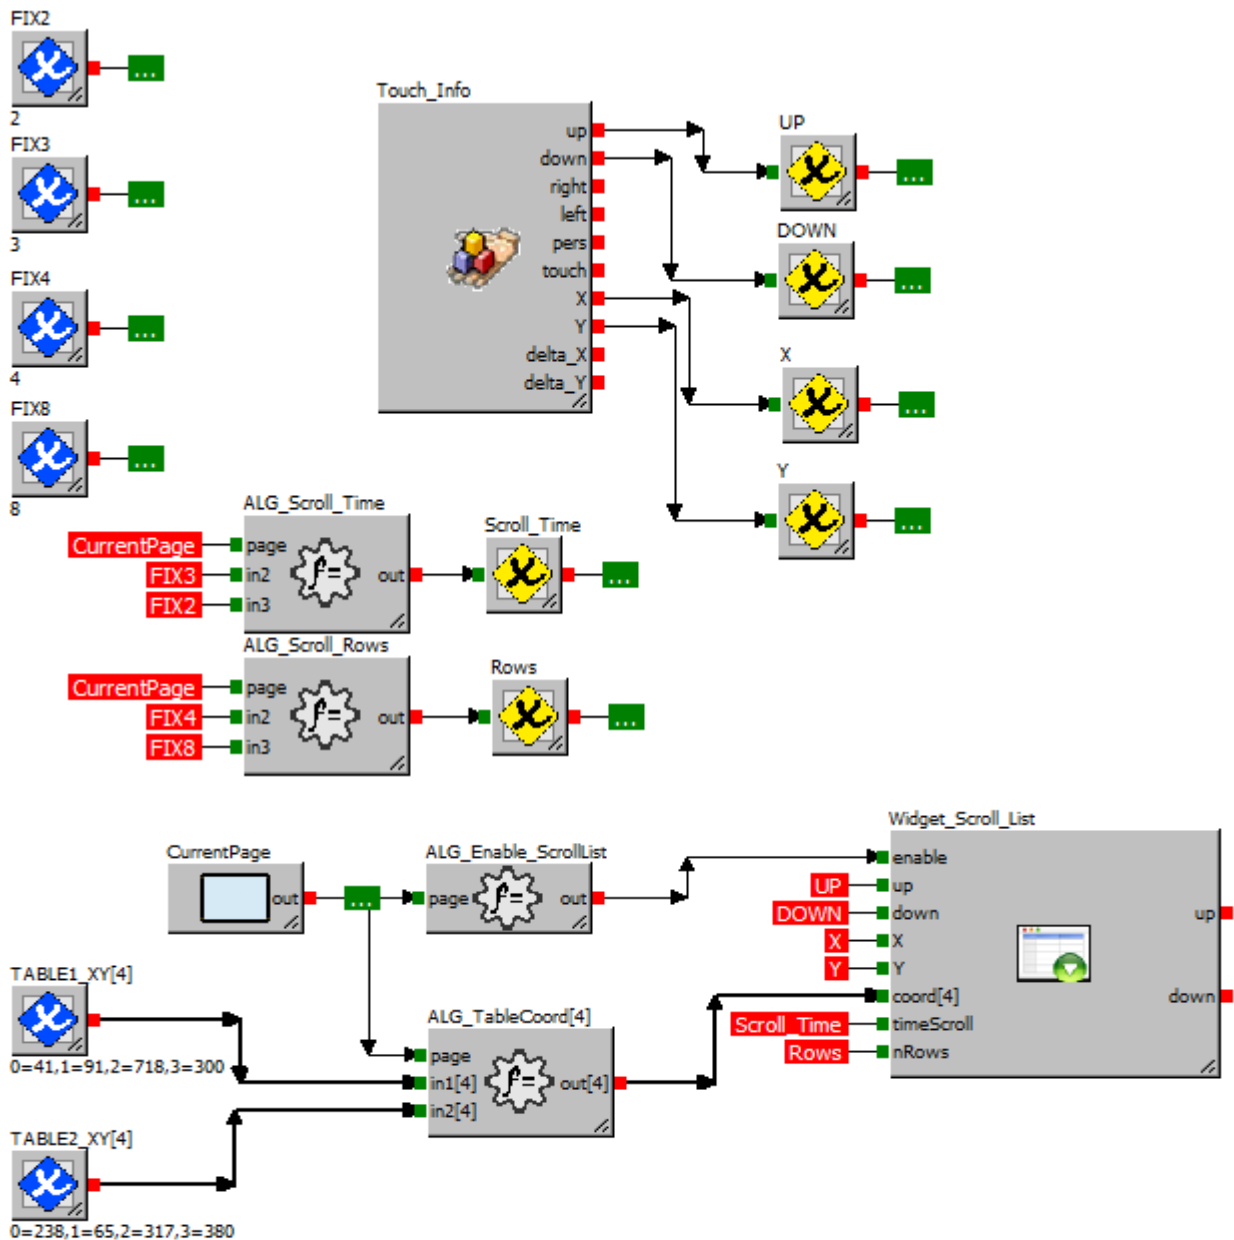 FIX2
...
2
FIX3
...
3
FIX4
...
4
FIX8
...
8
Touch_Info
up
down
right
left
pers
touch
X
Y
delta_X
delta_Y
UP
...
DOWN
...
X
...
Y
...
ALG_Scroll_Time
CurrentPage page
FIX3 in2 f= out
FIX2 in3
Scroll_Time
...
ALG_Scroll_Rows
CurrentPage page
FIX4 in2 f= out
FIX8 in3
Rows
...
CurrentPage
out
...
ALG_Enable_ScrollList
page f= out
TABLE1_XY[4]
0=41,1=91,2=718,3=300
TABLE2_XY[4]
0=238,1=65,2=317,3=380
ALG_TableCoord[4]
page
in1[4] f= out[4]
in2[4]
Widget_Scroll_List
enable
UP up
DOWN down up
X X
Y Y
coord[4] down
Scroll_Time timeScroll
Rows nRows